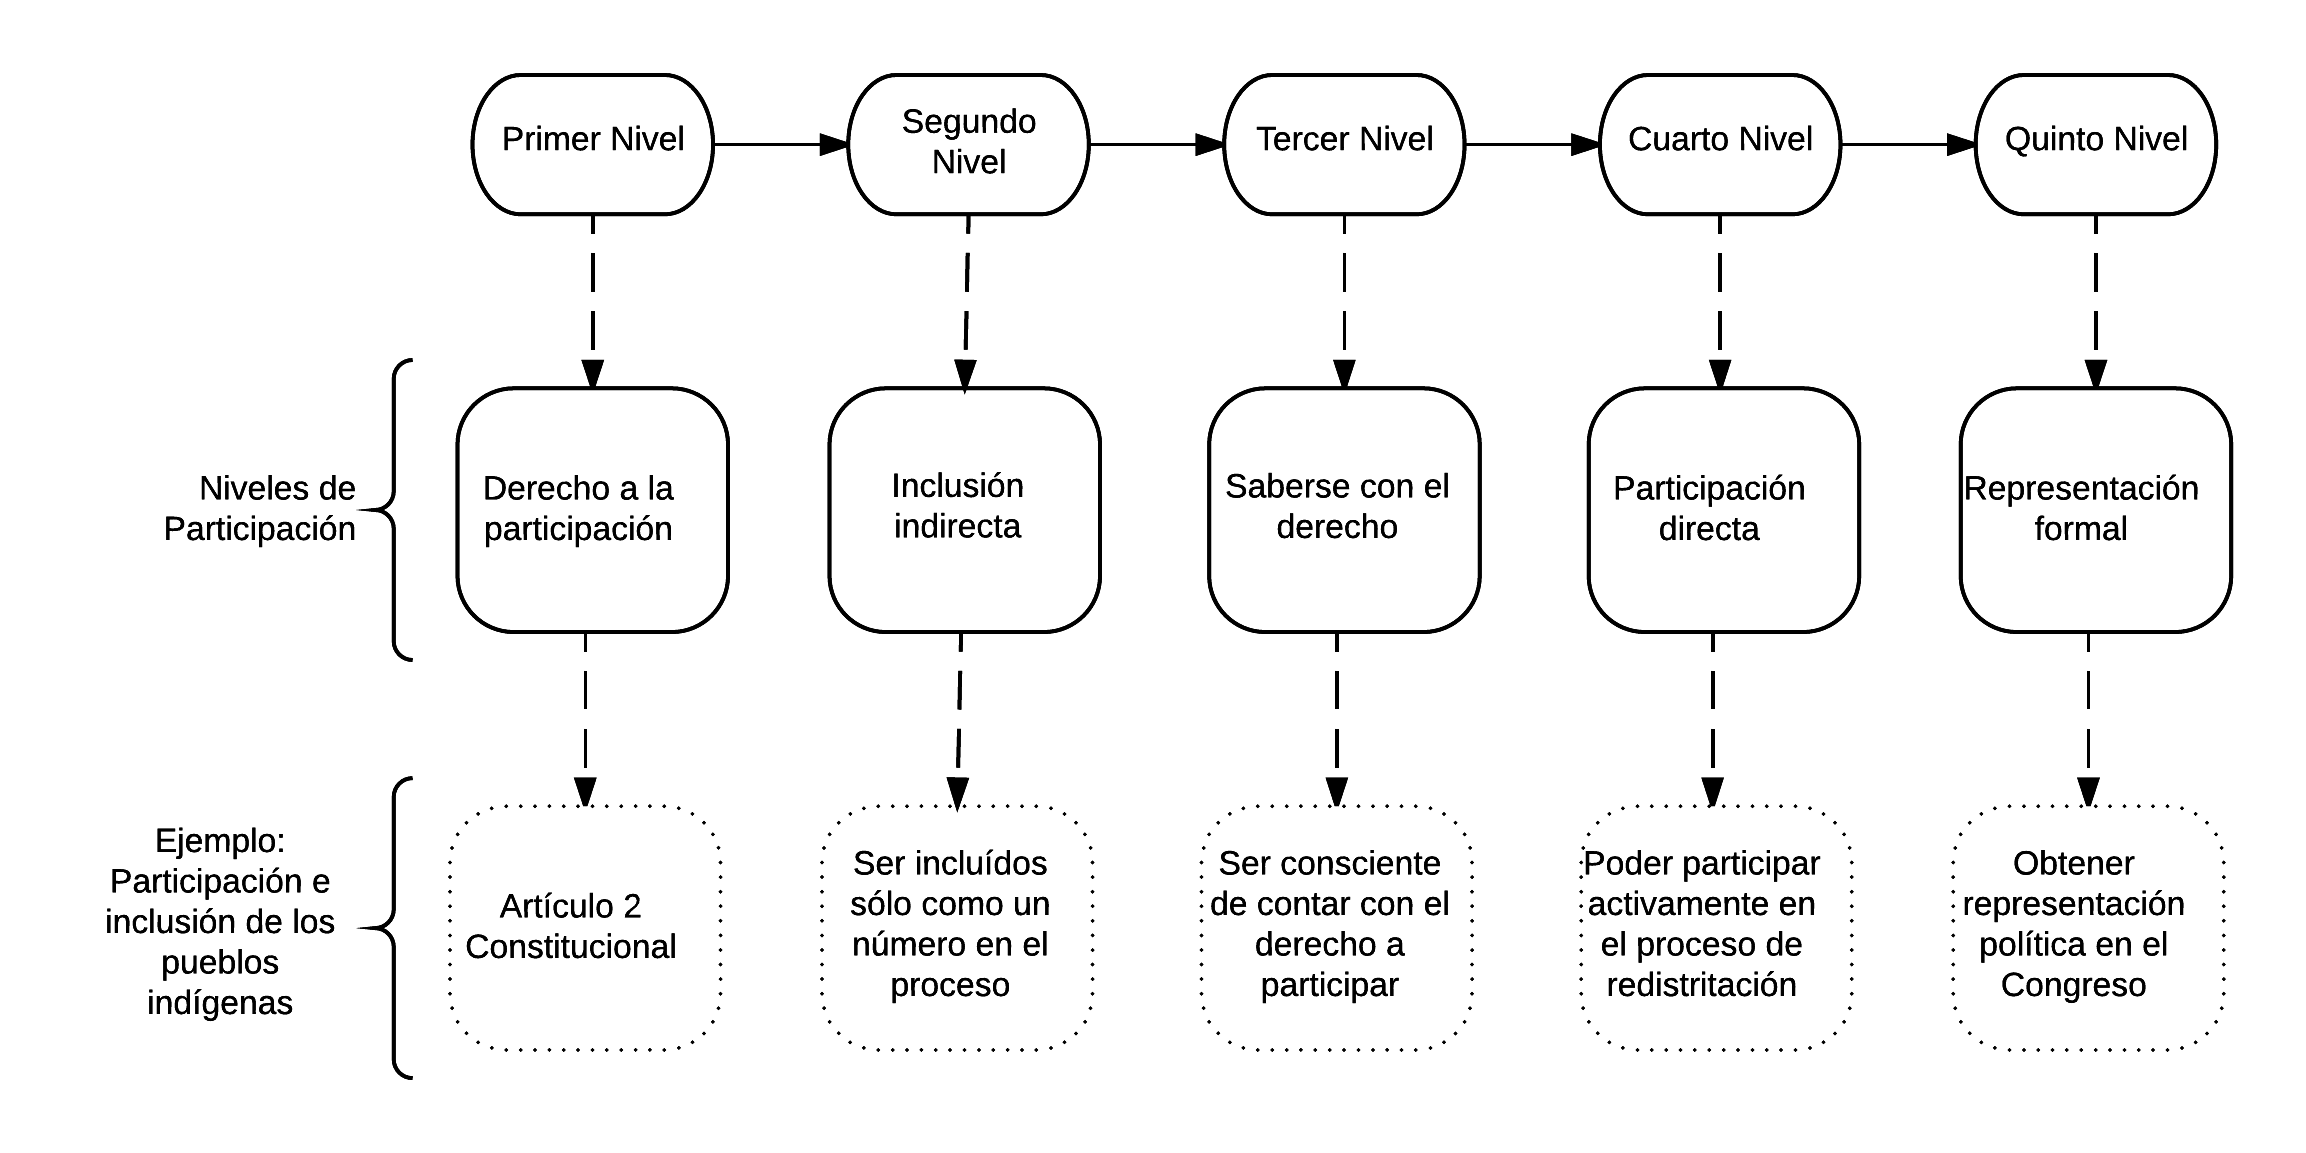 Primer Nivel
Segundo
Nivel
Tercer Nivel
Cuarto Nivel
Quinto Nivel
Niveles de
Participación
Derecho a la
participación
Inclusión
indirecta
Saberse con el
derecho
Participación
directa
Representación
formal
Ejemplo:
Participación e
inclusión de los
pueblos
indígenas
Artículo 2
Constitucional
Ser incluídos
sólo como un
número en el
proceso
Ser consciente
de contar con el
derecho a
participar
Poder participar
activamente en
el proceso de
redistritación
Obtener
representación
política en el
Congreso